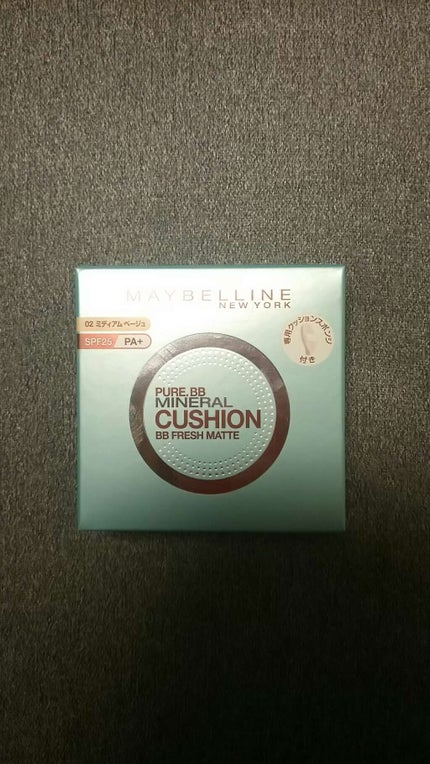 MAYBELLINE
NEW YORK
02 ミディアム ベージュ
SPF25 PA+
専用クッションスポンジ
付き
PURE.BB
MINERAL
CUSHION
BB FRESH MATTE